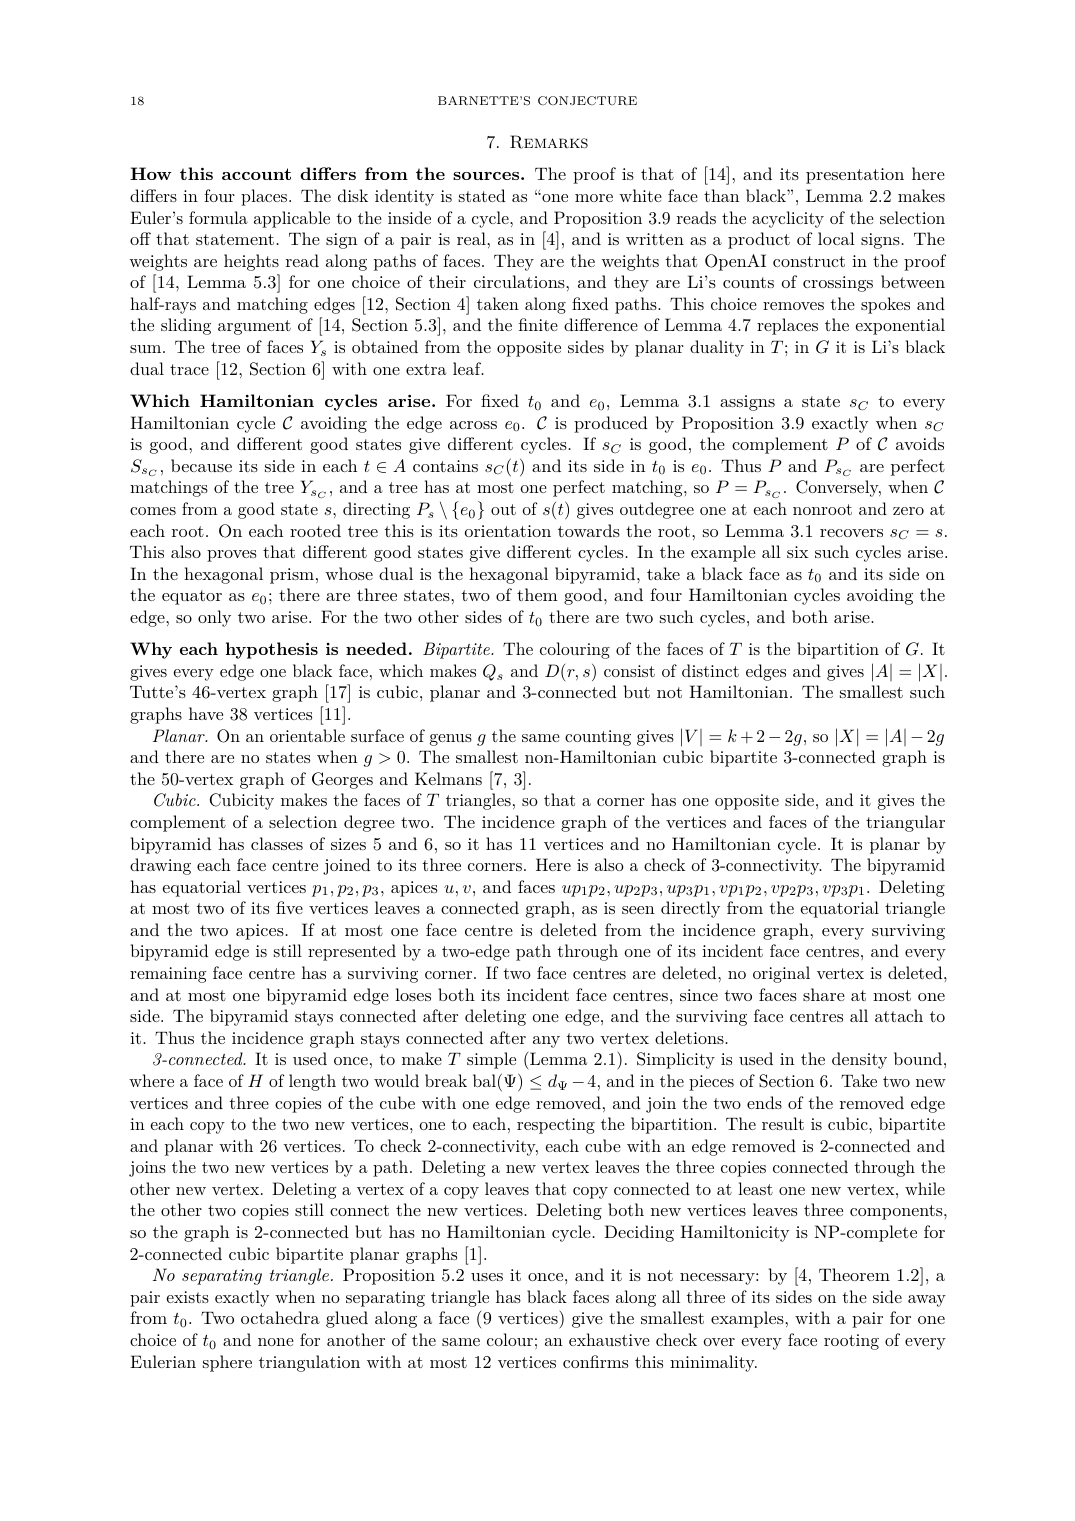 18 BARNETTE'S CONJECTURE
7. Remarks
How this account differs from the sources. The proof is that of [14], and its presentation here
differs in four places. The disk identity is stated as “one more white face than black”, Lemma 2.2 makes
Euler's formula applicable to the inside of a cycle, and Proposition 3.9 reads the acyclicity of the selection
off that statement. The sign of a pair is real, as in [4], and is written as a product of local signs. The
weights are heights read along paths of faces. They are the weights that OpenAI construct in the proof
of [14, Lemma 5.3] for one choice of their circulations, and they are Li's counts of crossings between
half-rays and matching edges [12, Section 4] taken along fixed paths. This choice removes the spokes and
the sliding argument of [14, Section 5.3], and the finite difference of Lemma 4.7 replaces the exponential
sum. The tree of faces Yₛ is obtained from the opposite sides by planar duality in T; in G it is Li's black
dual trace [12, Section 6] with one extra leaf.
Which Hamiltonian cycles arise. For fixed t₀ and e₀, Lemma 3.1 assigns a state s_C to every
Hamiltonian cycle 𝒞 avoiding the edge across e₀. 𝒞 is produced by Proposition 3.9 exactly when s_C
is good, and different good states give different cycles. If s_C is good, the complement P of 𝒞 avoids
S_{s_C}, because its side in each t ∈ A contains s_C(t) and its side in t₀ is e₀. Thus P and P_{s_C} are perfect
matchings of the tree Y_{s_C}, and a tree has at most one perfect matching, so P = P_{s_C}. Conversely, when 𝒞
comes from a good state s, directing Pₛ \ {e₀} out of s(t) gives outdegree one at each nonroot and zero at
each root. On each rooted tree this is its orientation towards the root, so Lemma 3.1 recovers s_C = s.
This also proves that different good states give different cycles. In the example all six such cycles arise.
In the hexagonal prism, whose dual is the hexagonal bipyramid, take a black face as t₀ and its side on
the equator as e₀; there are three states, two of them good, and four Hamiltonian cycles avoiding the
edge, so only two arise. For the two other sides of t₀ there are two such cycles, and both arise.
Why each hypothesis is needed. Bipartite. The colouring of the faces of T is the bipartition of G. It
gives every edge one black face, which makes Qₛ and D(r, s) consist of distinct edges and gives |A| = |X|.
Tutte's 46-vertex graph [17] is cubic, planar and 3-connected but not Hamiltonian. The smallest such
graphs have 38 vertices [11].
Planar. On an orientable surface of genus g the same counting gives |V| = k + 2 − 2g, so |X| = |A| − 2g
and there are no states when g > 0. The smallest non-Hamiltonian cubic bipartite 3-connected graph is
the 50-vertex graph of Georges and Kelmans [7, 3].
Cubic. Cubicity makes the faces of T triangles, so that a corner has one opposite side, and it gives the
complement of a selection degree two. The incidence graph of the vertices and faces of the triangular
bipyramid has classes of sizes 5 and 6, so it has 11 vertices and no Hamiltonian cycle. It is planar by
drawing each face centre joined to its three corners. Here is also a check of 3-connectivity. The bipyramid
has equatorial vertices p₁, p₂, p₃, apices u, v, and faces up₁p₂, up₂p₃, up₃p₁, vp₁p₂, vp₂p₃, vp₃p₁. Deleting
at most two of its five vertices leaves a connected graph, as is seen directly from the equatorial triangle
and the two apices. If at most one face centre is deleted from the incidence graph, every surviving
bipyramid edge is still represented by a two-edge path through one of its incident face centres, and every
remaining face centre has a surviving corner. If two face centres are deleted, no original vertex is deleted,
and at most one bipyramid edge loses both its incident face centres, since two faces share at most one
side. The bipyramid stays connected after deleting one edge, and the surviving face centres all attach to
it. Thus the incidence graph stays connected after any two vertex deletions.
3-connected. It is used once, to make T simple (Lemma 2.1). Simplicity is used in the density bound,
where a face of H of length two would break bal(Ψ) ≤ d_Ψ − 4, and in the pieces of Section 6. Take two new
vertices and three copies of the cube with one edge removed, and join the two ends of the removed edge
in each copy to the two new vertices, one to each, respecting the bipartition. The result is cubic, bipartite
and planar with 26 vertices. To check 2-connectivity, each cube with an edge removed is 2-connected and
joins the two new vertices by a path. Deleting a new vertex leaves the three copies connected through the
other new vertex. Deleting a vertex of a copy leaves that copy connected to at least one new vertex, while
the other two copies still connect the new vertices. Deleting both new vertices leaves three components,
so the graph is 2-connected but has no Hamiltonian cycle. Deciding Hamiltonicity is NP-complete for
2-connected cubic bipartite planar graphs [1].
No separating triangle. Proposition 5.2 uses it once, and it is not necessary: by [4, Theorem 1.2], a
pair exists exactly when no separating triangle has black faces along all three of its sides on the side away
from t₀. Two octahedra glued along a face (9 vertices) give the smallest examples, with a pair for one
choice of t₀ and none for another of the same colour; an exhaustive check over every face rooting of every
Eulerian sphere triangulation with at most 12 vertices confirms this minimality.